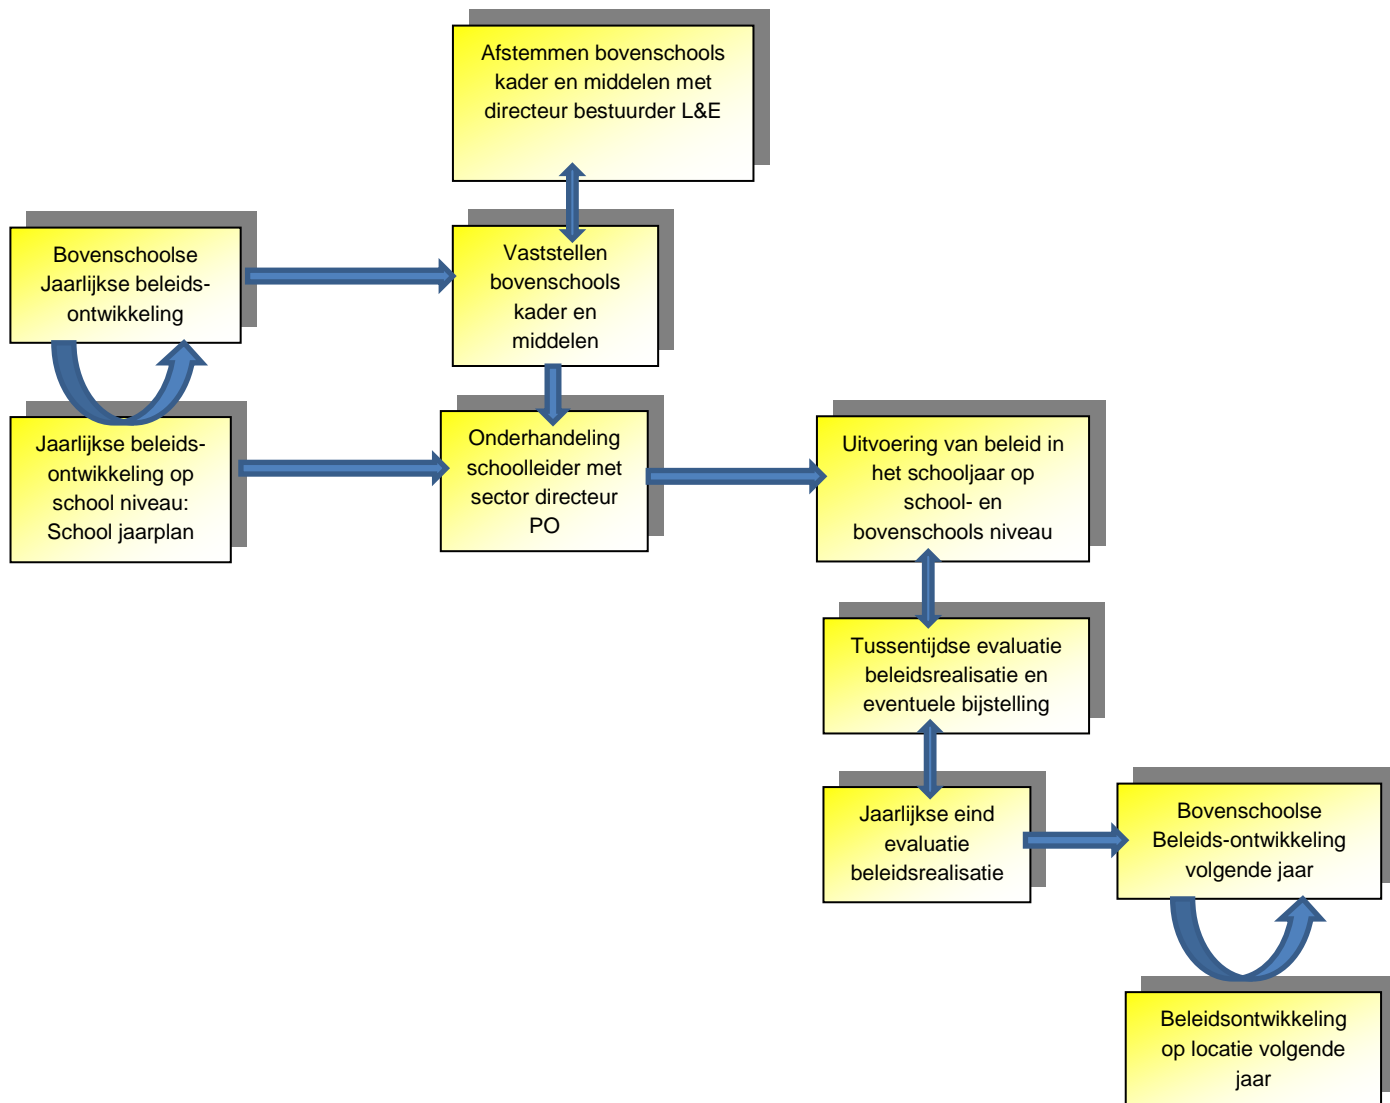 Afstemmen bovenschools
kader en middelen met
directeur bestuurder L&E
Bovenschoolse
Jaarlijkse beleids-
ontwikkeling
Vaststellen
bovenschools
kader en
middelen
Jaarlijkse beleids-
ontwikkeling op
school niveau:
School jaarplan
Onderhandeling
schoolleider met
sector directeur
PO
Uitvoering van beleid in
het schooljaar op
school- en
bovenschools niveau
Tussentijdse evaluatie
beleidsrealisatie en
eventuele bijstelling
Jaarlijkse eind
evaluatie
beleidsrealisatie
Bovenschoolse
Beleids-ontwikkeling
volgende jaar
Beleidsontwikkeling
op locatie volgende
jaar